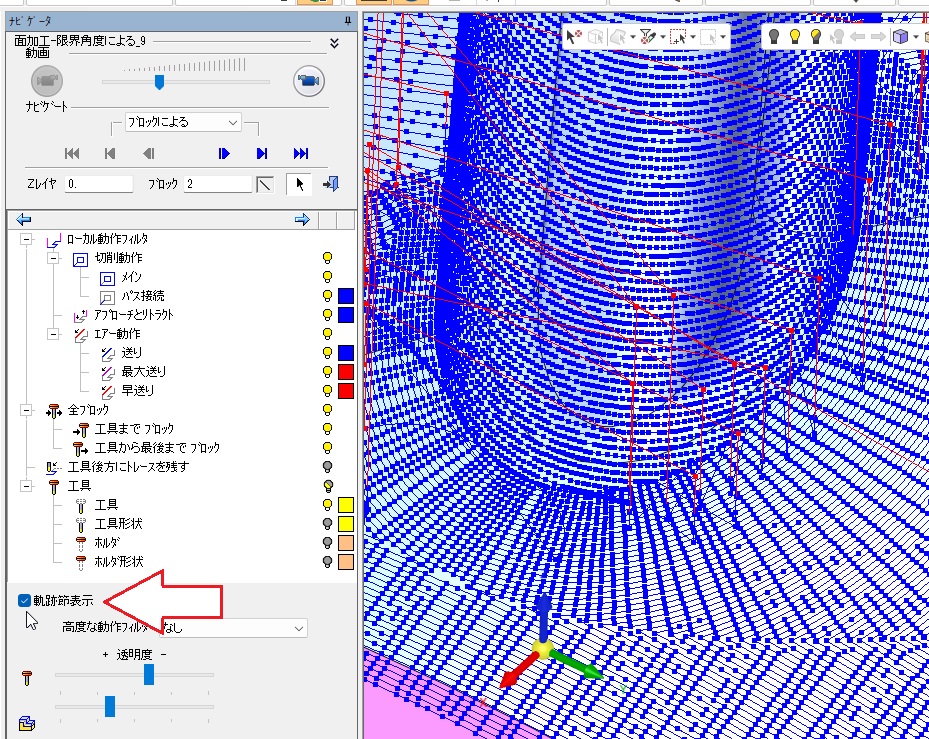 ﾅﾋﾞｹﾞｰﾀ
面加工-限界角度による_9
動画
ﾅﾋﾞｹﾞｰﾄ
ﾌﾞﾛｯｸによる
Zﾚｲﾔ 0. ﾌﾞﾛｯｸ 2
ﾛｰｶﾙ動作ﾌｨﾙﾀ
切削動作
ﾒｲﾝ
ﾊﾟｽ接続
ｱﾌﾟﾛｰﾁとﾘﾄﾗｸﾄ
ｴｱｰ動作
送り
最大送り
早送り
全ﾌﾞﾛｯｸ
工具まで ﾌﾞﾛｯｸ
工具から最後まで ﾌﾞﾛｯｸ
工具後方にﾄﾚｰｽを残す
工具
工具
工具形状
ﾎﾙﾀﾞ
ﾎﾙﾀﾞ形状
軌跡節表示
高度な動作ﾌｨﾙﾀ なし
+ 透明度 -